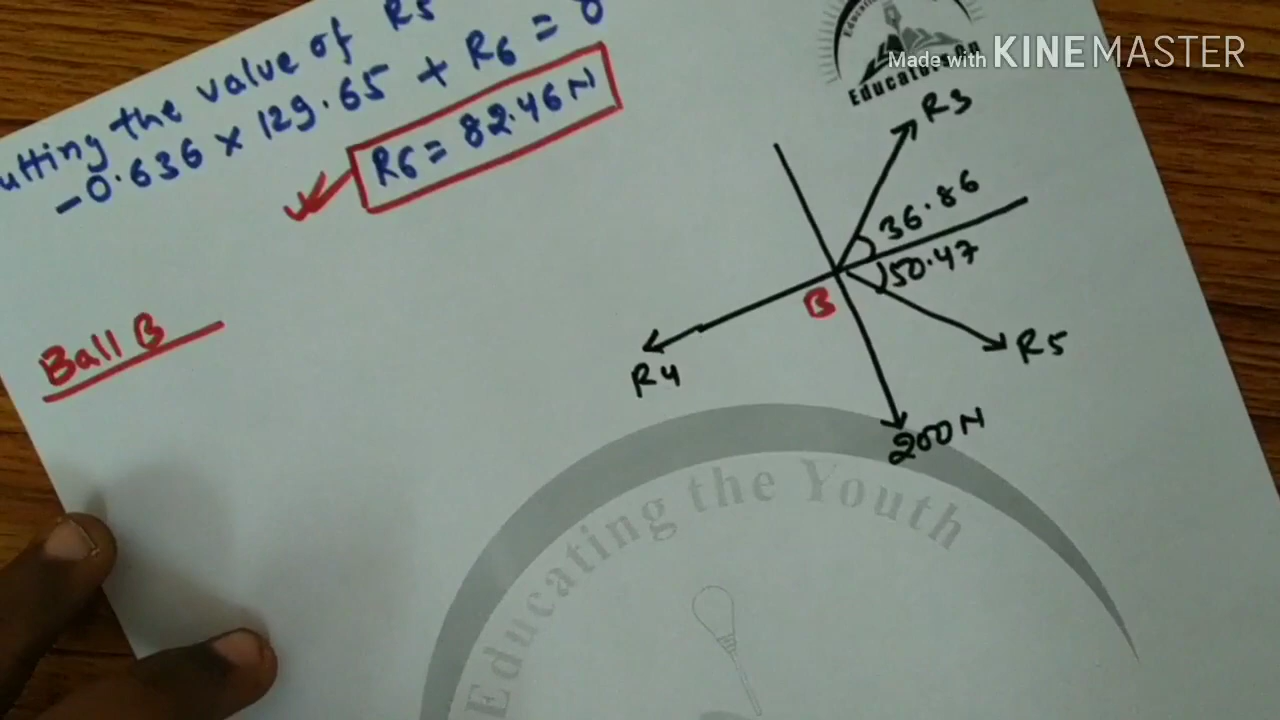 utting the value of R5
-0.636 × 129.65 + R6 = 0
R6 = 82.46 N
Ball B
Made with KINEMASTER
Educat
R3
36.86
50.47
B
R4
R5
200 N
Educating the Youth